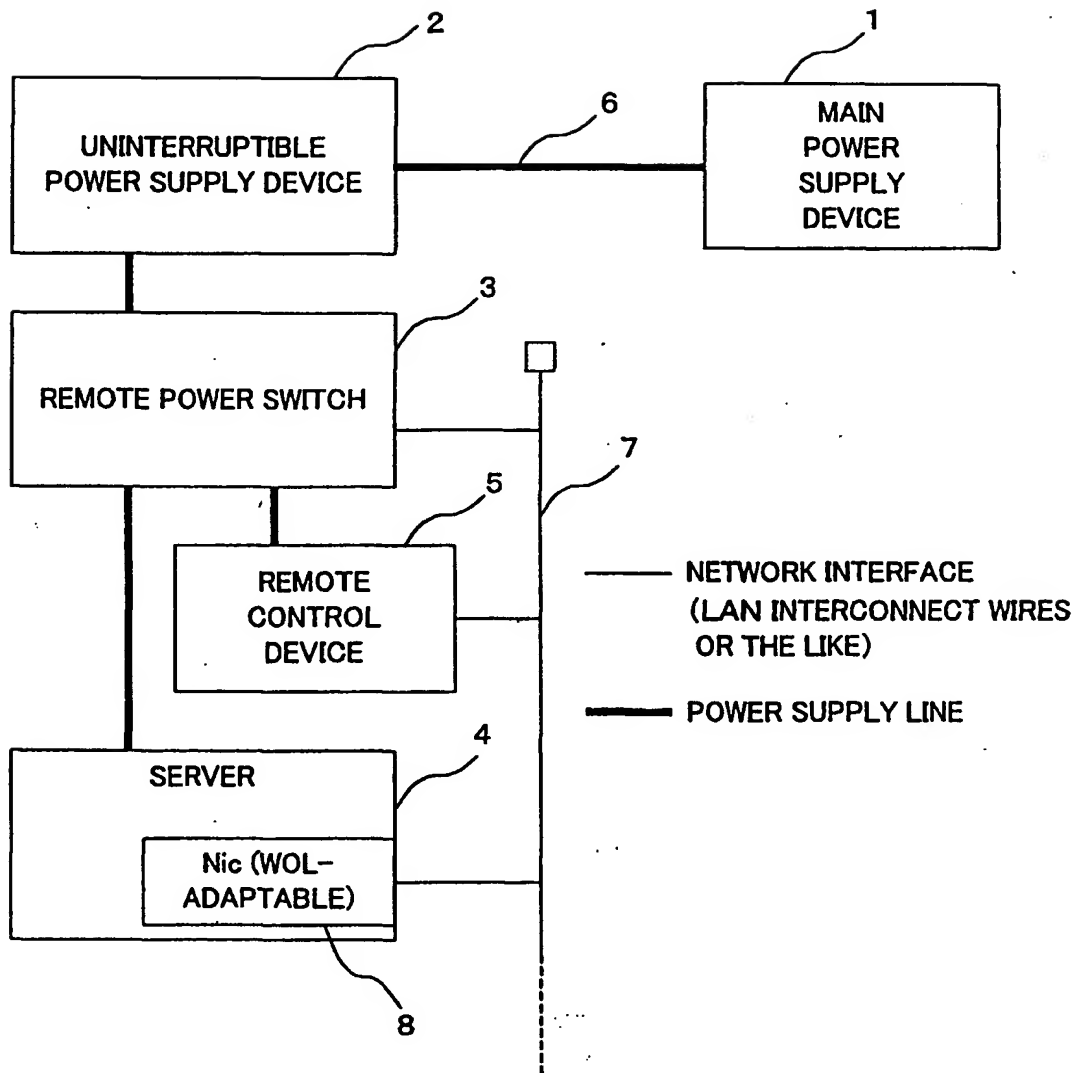 2
1
UNINTERRUPTIBLE
POWER SUPPLY DEVICE
6
MAIN
POWER
SUPPLY
DEVICE
3
REMOTE POWER SWITCH
7
5
REMOTE
CONTROL
DEVICE
NETWORK INTERFACE
(LAN INTERCONNECT WIRES
OR THE LIKE)
POWER SUPPLY LINE
4
SERVER
Nic (WOL-
ADAPTABLE)
8